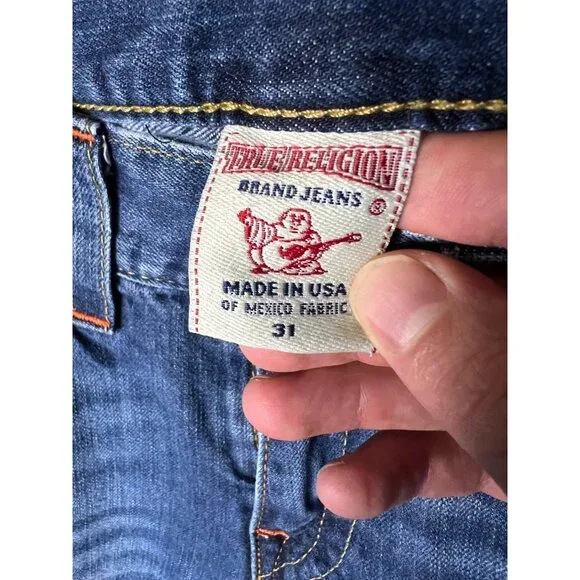 TRUE RELIGION
BRAND JEANS ®
MADE IN USA
OF MEXICO FABRIC
31